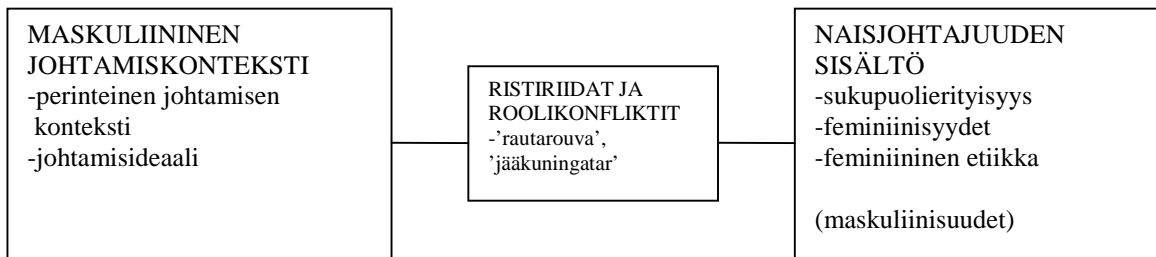 MASKULIININEN
JOHTAMISKONTEKSTI
-perinteinen johtamisen
konteksti
-johtamisideaali
RISTIRIIDAT JA
ROOLIKONFLIKTIT
-’rautarouva’,
’jääkuningatar’
NAISJOHTAJUUDEN
SISÄLTÖ
-sukupuolierityisyys
-feminiinisyydet
-feminiininen etiikka
(maskuliinisuudet)